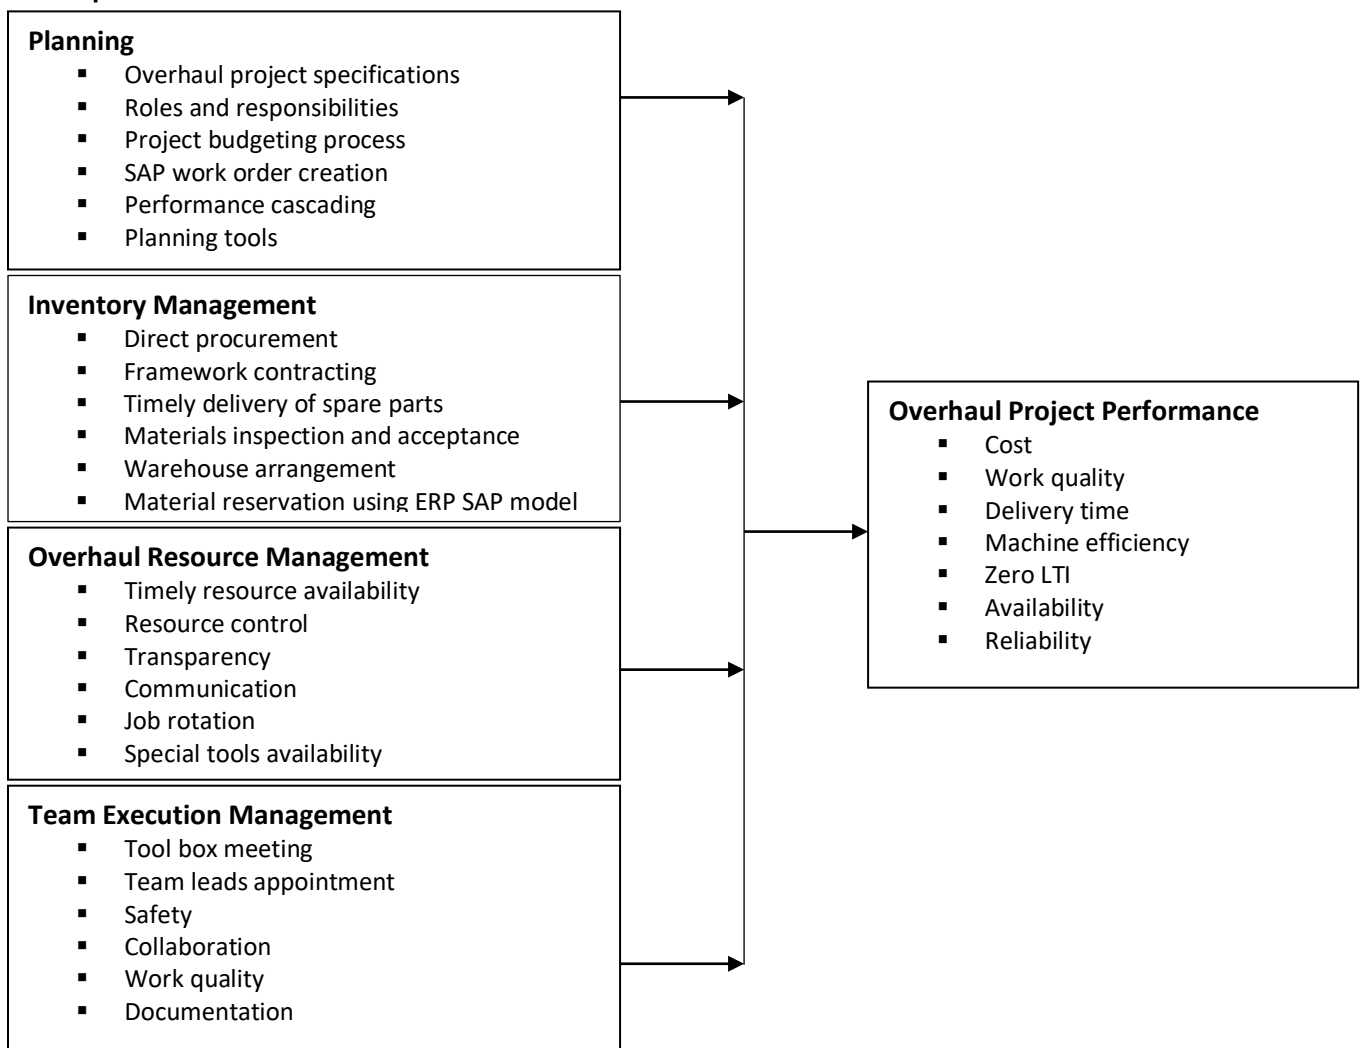 Planning
▪ Overhaul project specifications
▪ Roles and responsibilities
▪ Project budgeting process
▪ SAP work order creation
▪ Performance cascading
▪ Planning tools
Inventory Management
▪ Direct procurement
▪ Framework contracting
▪ Timely delivery of spare parts
▪ Materials inspection and acceptance
▪ Warehouse arrangement
▪ Material reservation using ERP SAP model
Overhaul Resource Management
▪ Timely resource availability
▪ Resource control
▪ Transparency
▪ Communication
▪ Job rotation
▪ Special tools availability
Team Execution Management
▪ Tool box meeting
▪ Team leads appointment
▪ Safety
▪ Collaboration
▪ Work quality
▪ Documentation
Overhaul Project Performance
▪ Cost
▪ Work quality
▪ Delivery time
▪ Machine efficiency
▪ Zero LTI
▪ Availability
▪ Reliability